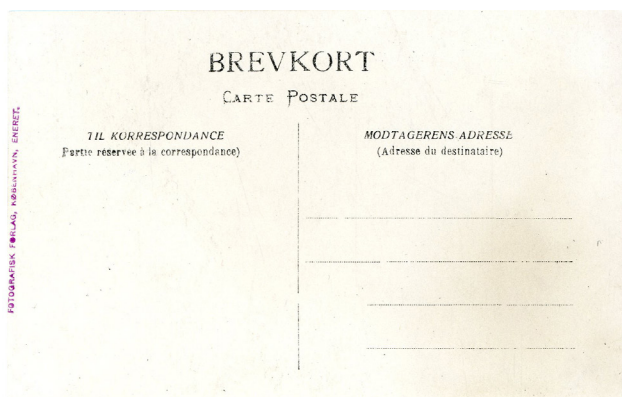 BREVKORT
CARTE POSTALE
TIL KORRESPONDANCE
Partie réservée à la correspondance)
MODTAGERENS ADRESSE
(Adresse du destinataire)
FOTOGRAFISK FORLAG, KØBENHAVN, ENERET.